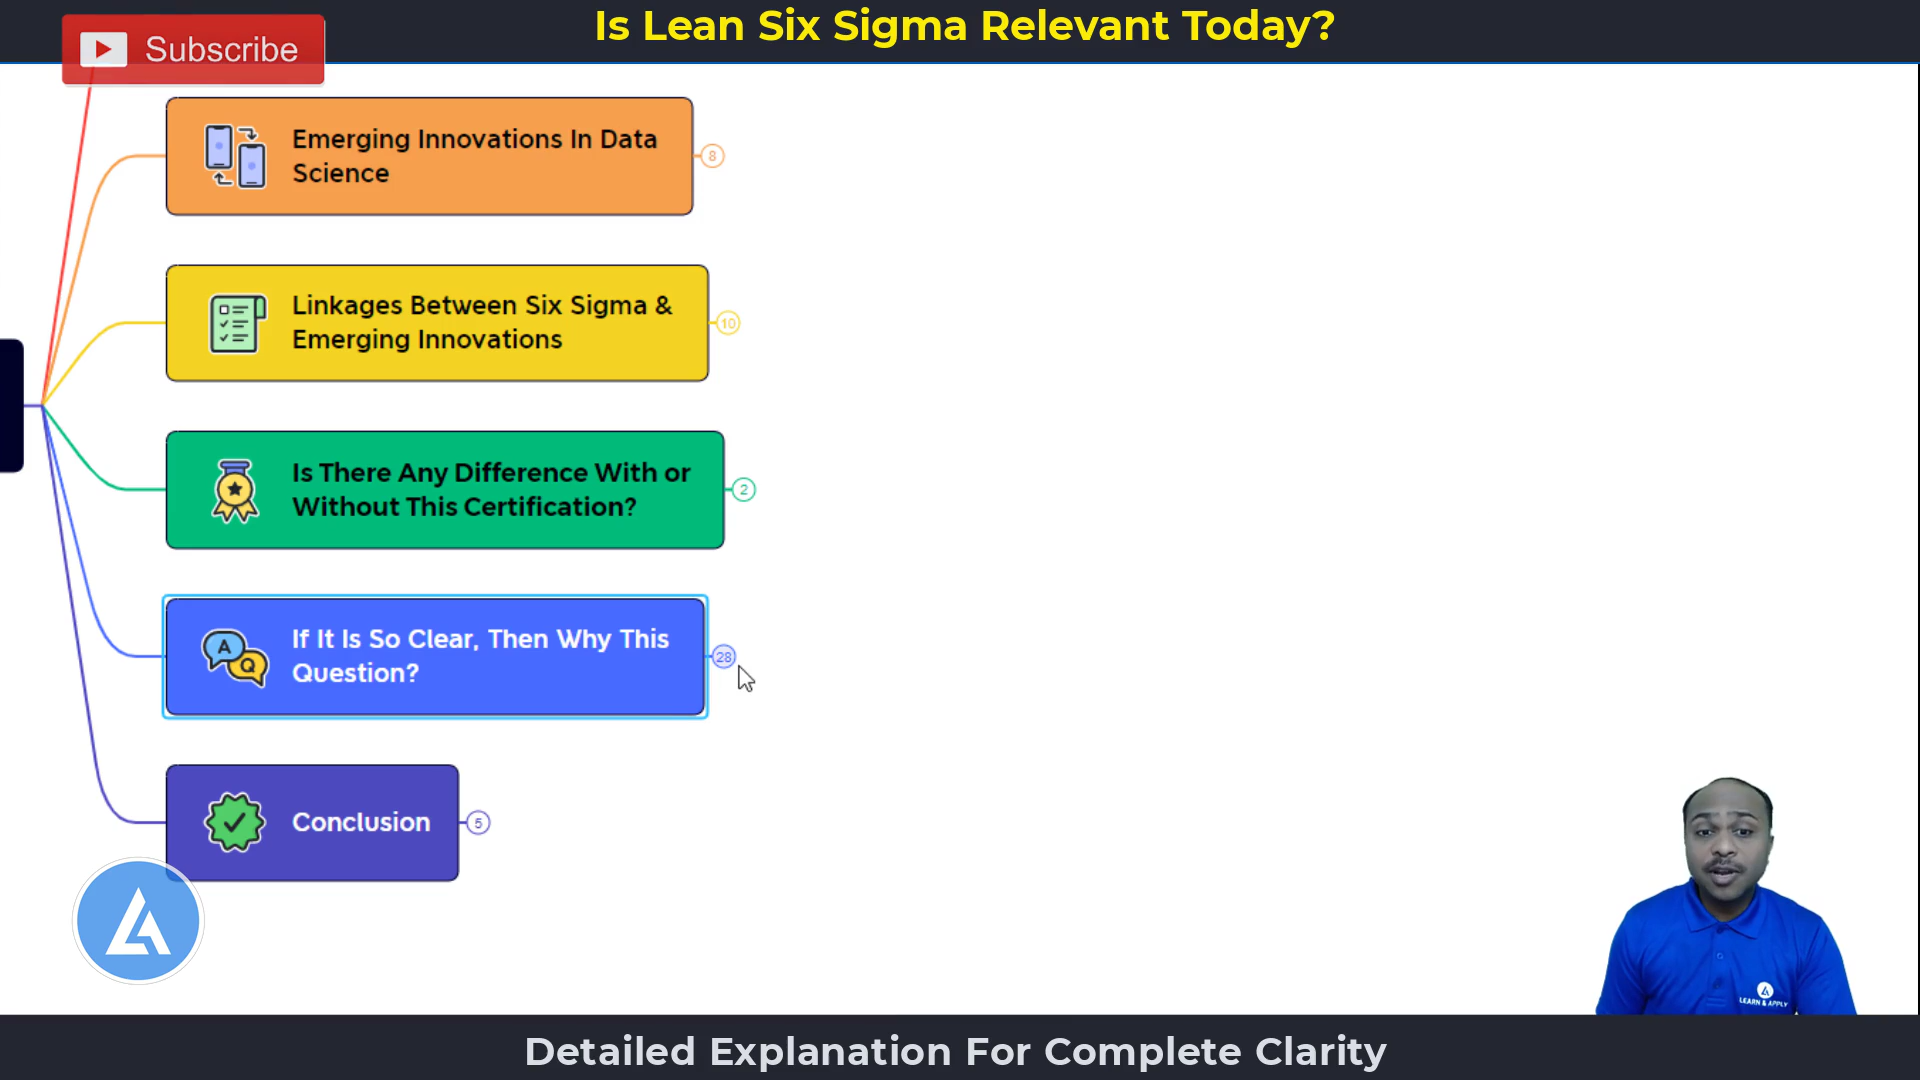 Is Lean Six Sigma Relevant Today?
Subscribe
Emerging Innovations In Data
Science
8
Linkages Between Six Sigma &
Emerging Innovations
10
Is There Any Difference With or
Without This Certification?
2
A
Q
If It Is So Clear, Then Why This
Question?
28
Conclusion
5
LEARN & APPLY
Detailed Explanation For Complete Clarity